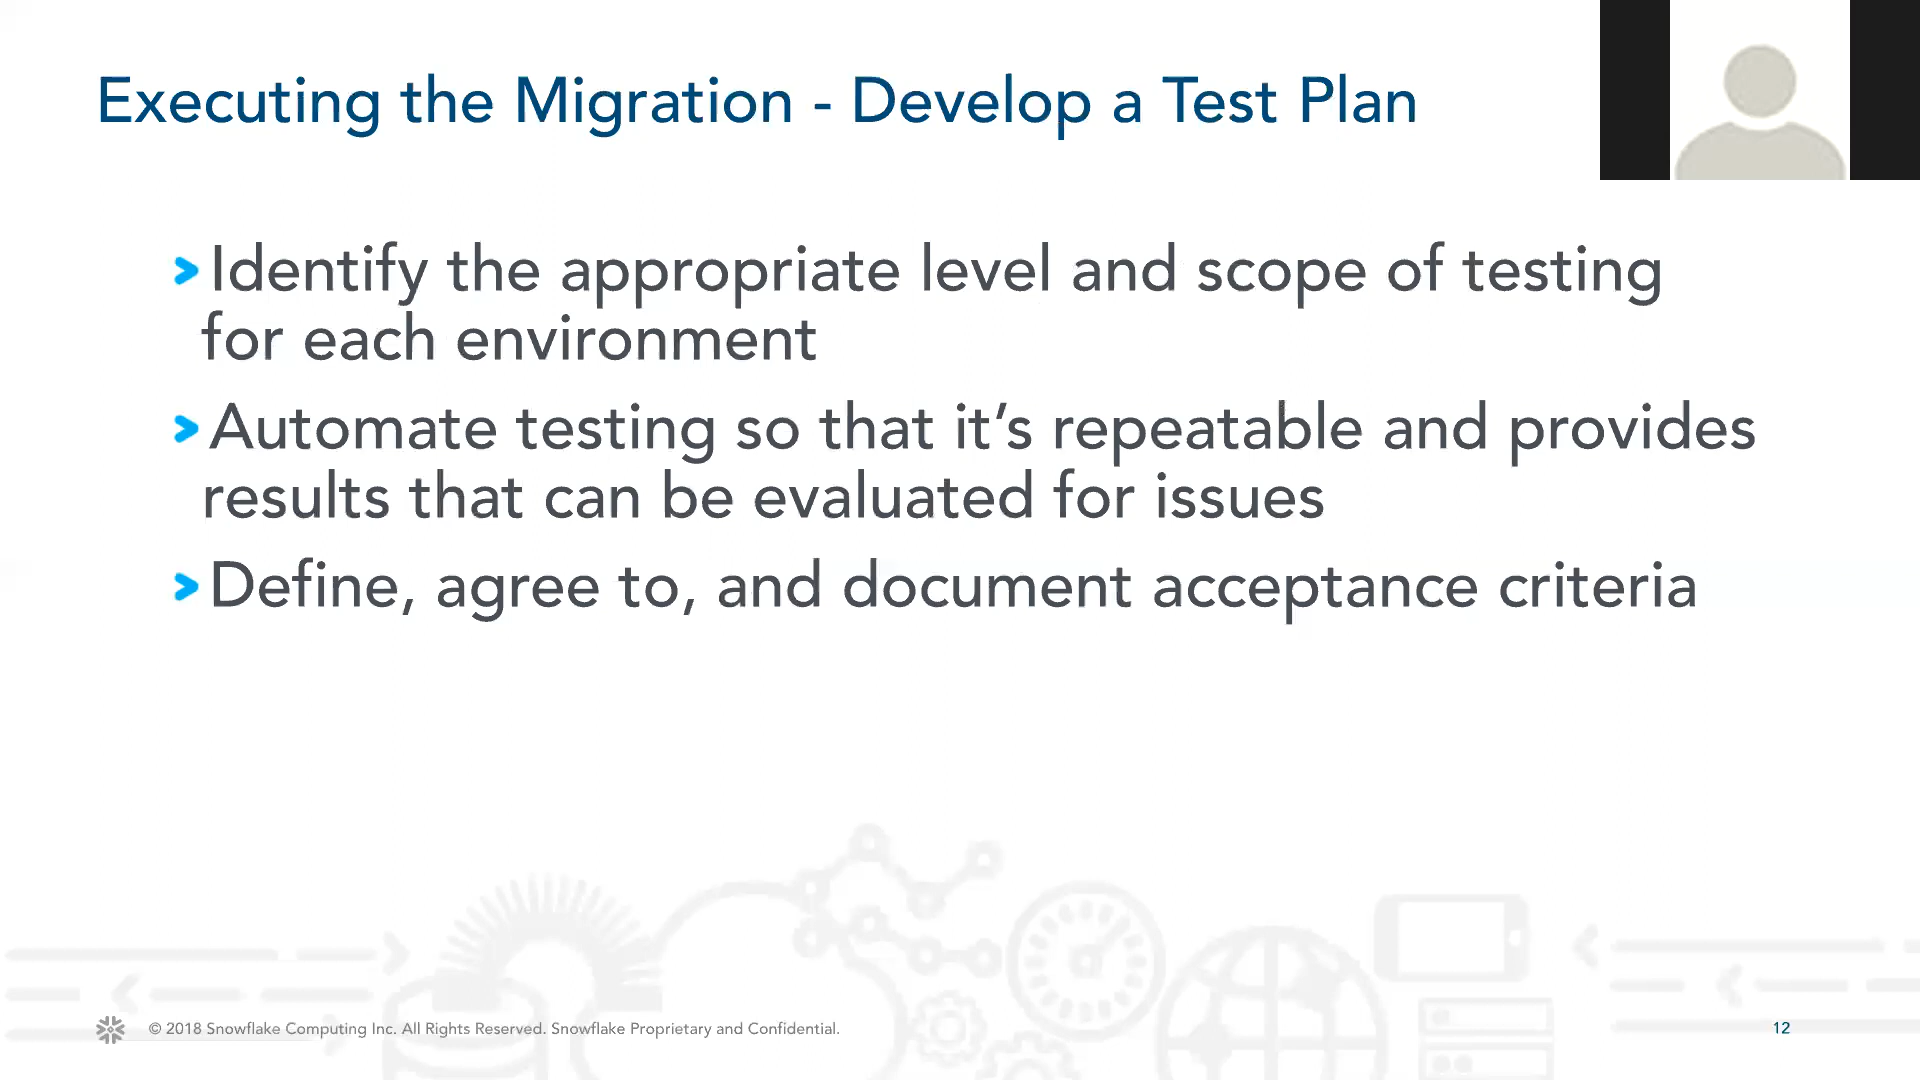 Executing the Migration - Develop a Test Plan
Identify the appropriate level and scope of testing
for each environment
Automate testing so that it’s repeatable and provides
results that can be evaluated for issues
Define, agree to, and document acceptance criteria
© 2018 Snowflake Computing Inc. All Rights Reserved. Snowflake Proprietary and Confidential.
12